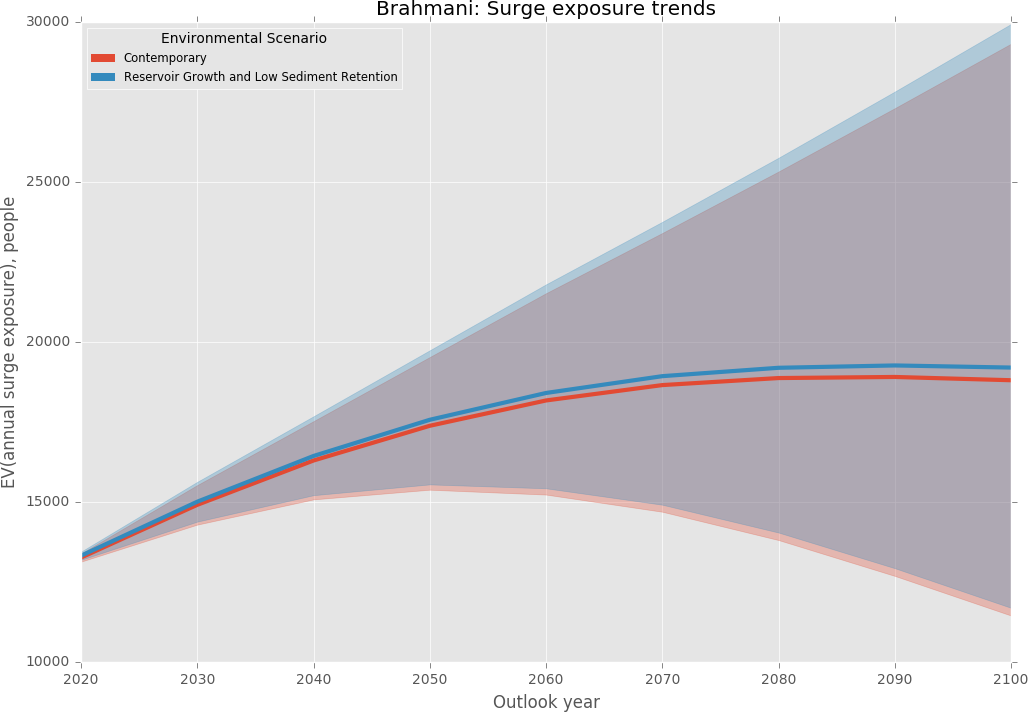 Brahmani: Surge exposure trends
Environmental Scenario
Contemporary
Reservoir Growth and Low Sediment Retention
EV(annual surge exposure), people
30000
25000
20000
15000
10000
2020 2030 2040 2050 2060 2070 2080 2090 2100
Outlook year